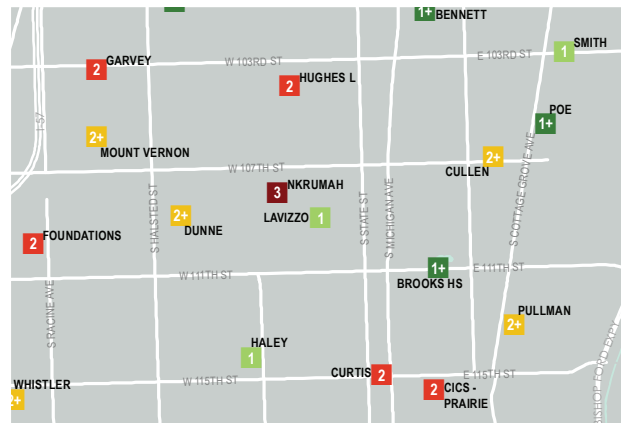 1+
BENNETT
SMITH
1
E 103RD ST
GARVEY
2
W 103RD ST
HUGHES L
2
I-57
POE
1+
2+
MOUNT VERNON
2+
CULLEN
W 107TH ST
S COTTAGE GROVE AVE
3
NKRUMAH
LAVIZZO
1
2+
DUNNE
S HALSTED ST
S STATE ST
S MICHIGAN AVE
2
FOUNDATIONS
1+
BROOKS HS
E 111TH ST
W 111TH ST
S RACINE AVE
PULLMAN
2+
HALEY
1
CURTIS
2
E 115TH ST
W 115TH ST
WHISTLER
2+
2
CICS -
PRAIRIE
BISHOP FORD EXPY